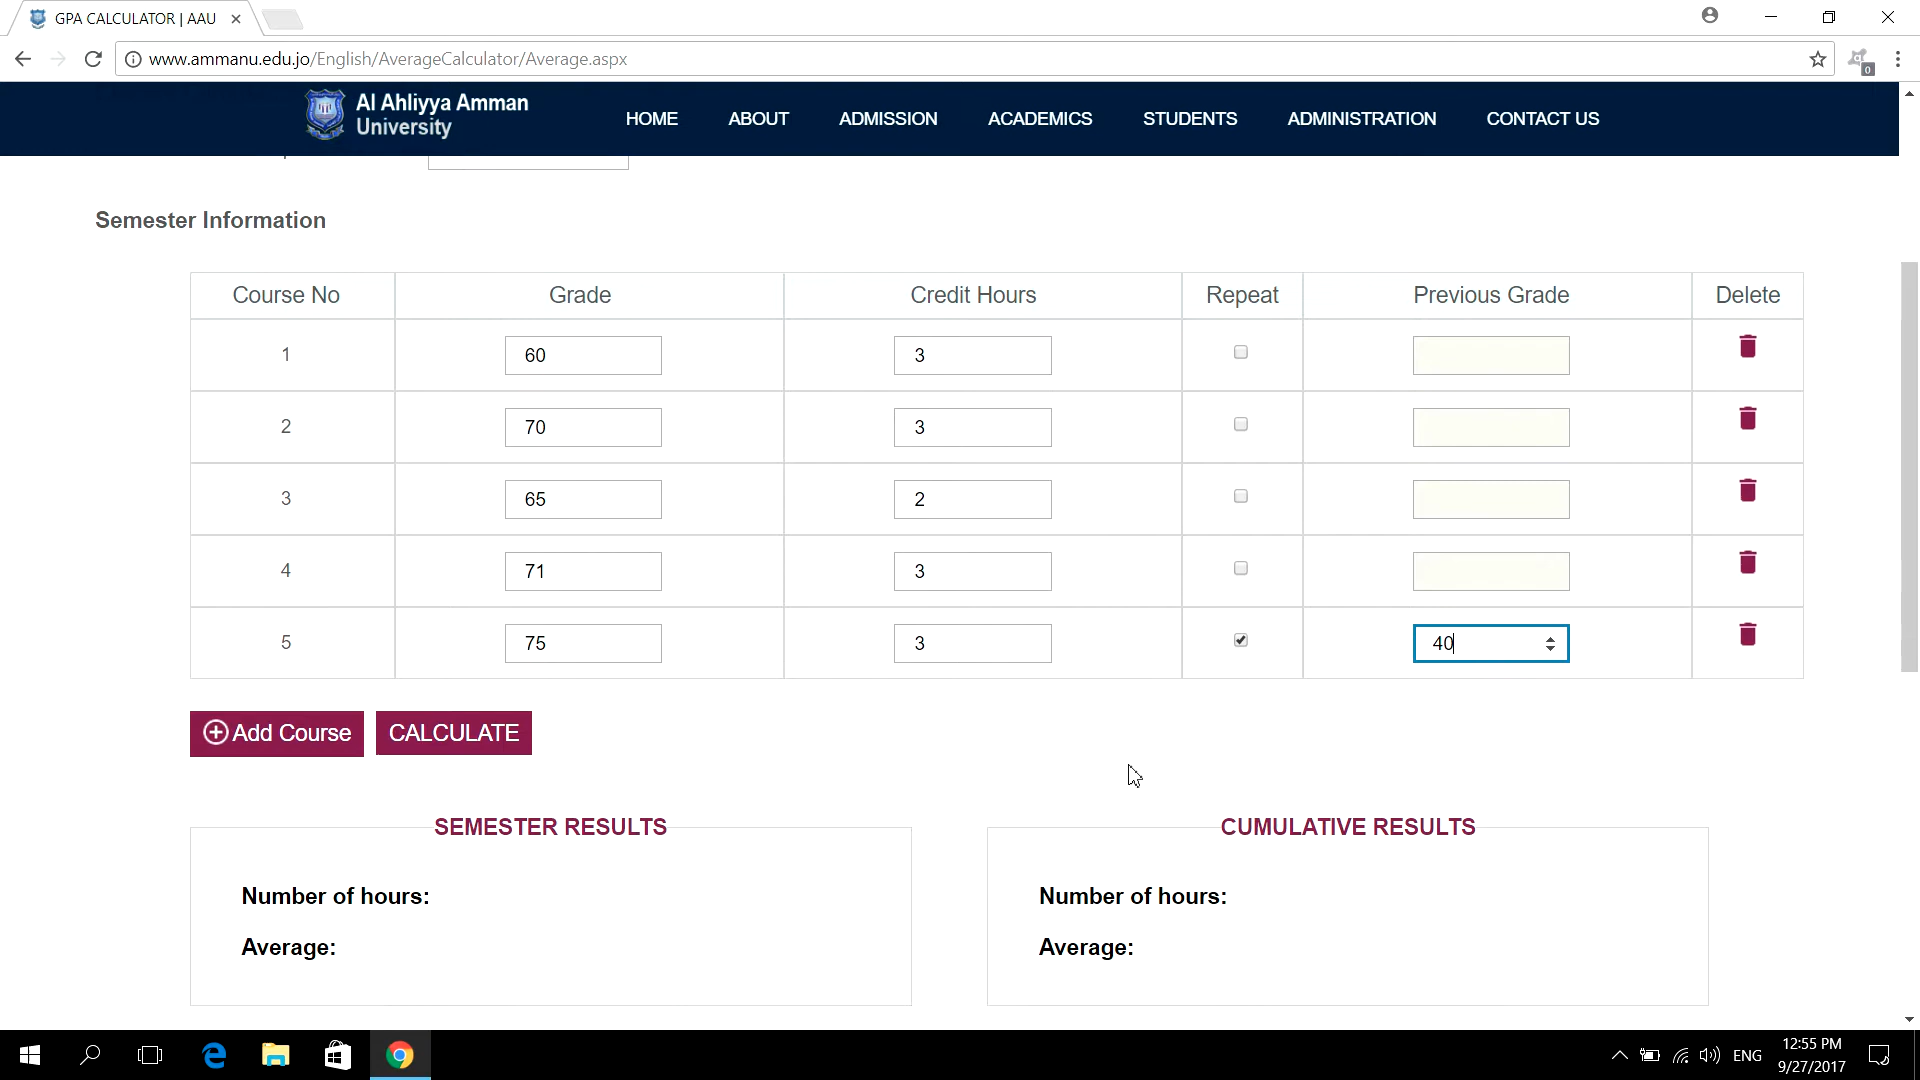 GPA CALCULATOR | AAU
www.ammanu.edu.jo/English/AverageCalculator/Average.aspx
0
Al Ahliyya Amman
University
HOME ABOUT ADMISSION ACADEMICS STUDENTS ADMINISTRATION CONTACT US
Semester Information
Course No Grade Credit Hours Repeat Previous Grade Delete
1 60 3
2 70 3
3 65 2
4 71 3
5 75 3 40
Add Course CALCULATE
SEMESTER RESULTS CUMULATIVE RESULTS
Number of hours: Number of hours:
Average: Average:
12:55 PM
ENG
9/27/2017